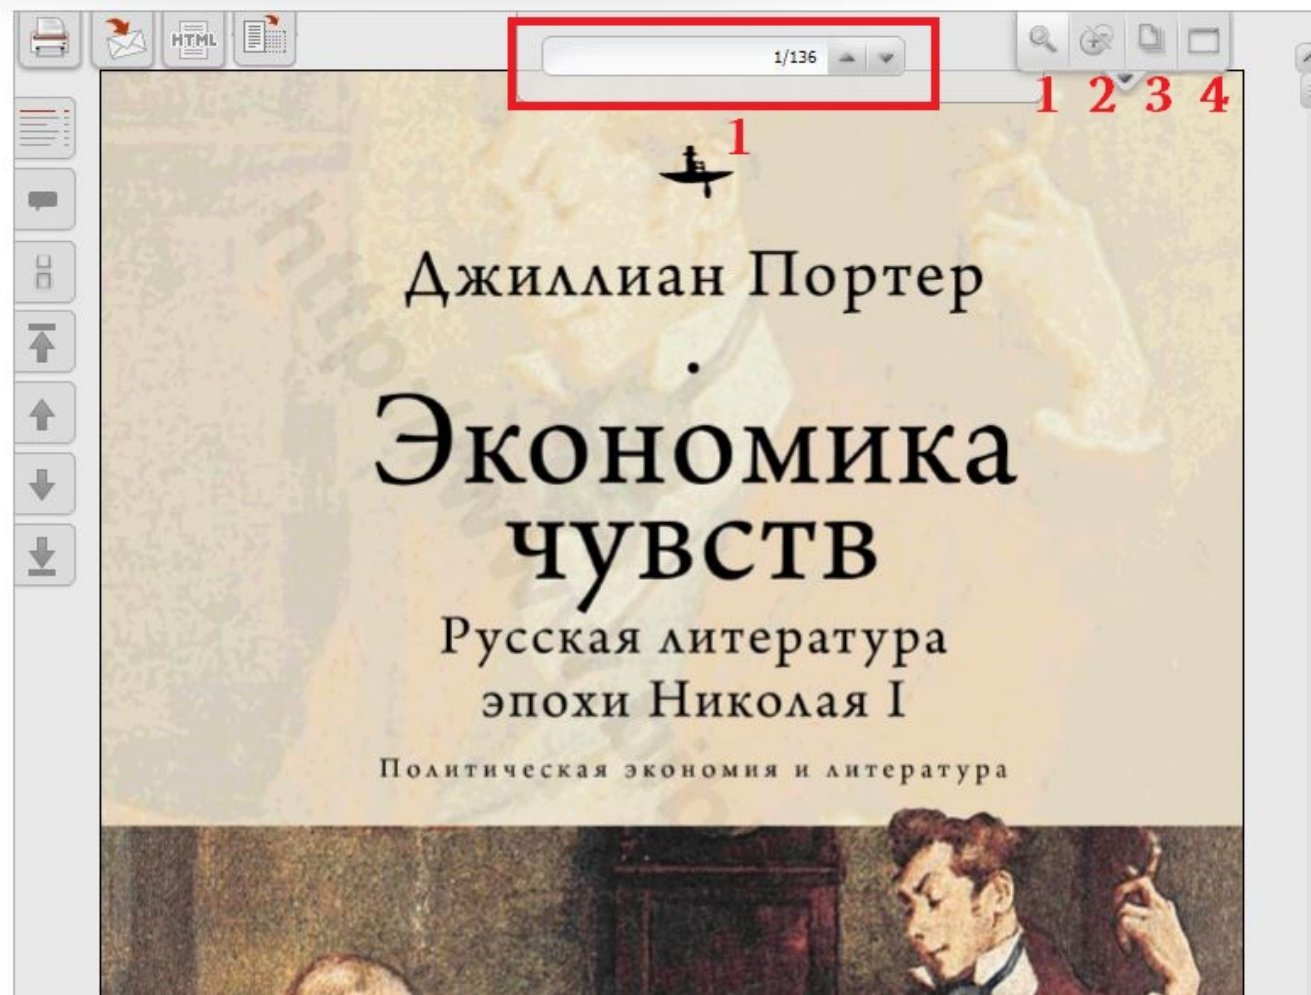 HTML
1/136
1 2 3 4
1
Джиллиан Портер
·
Экономика
чувств
Русская литература
эпохи Николая I
Политическая экономия и литература
http